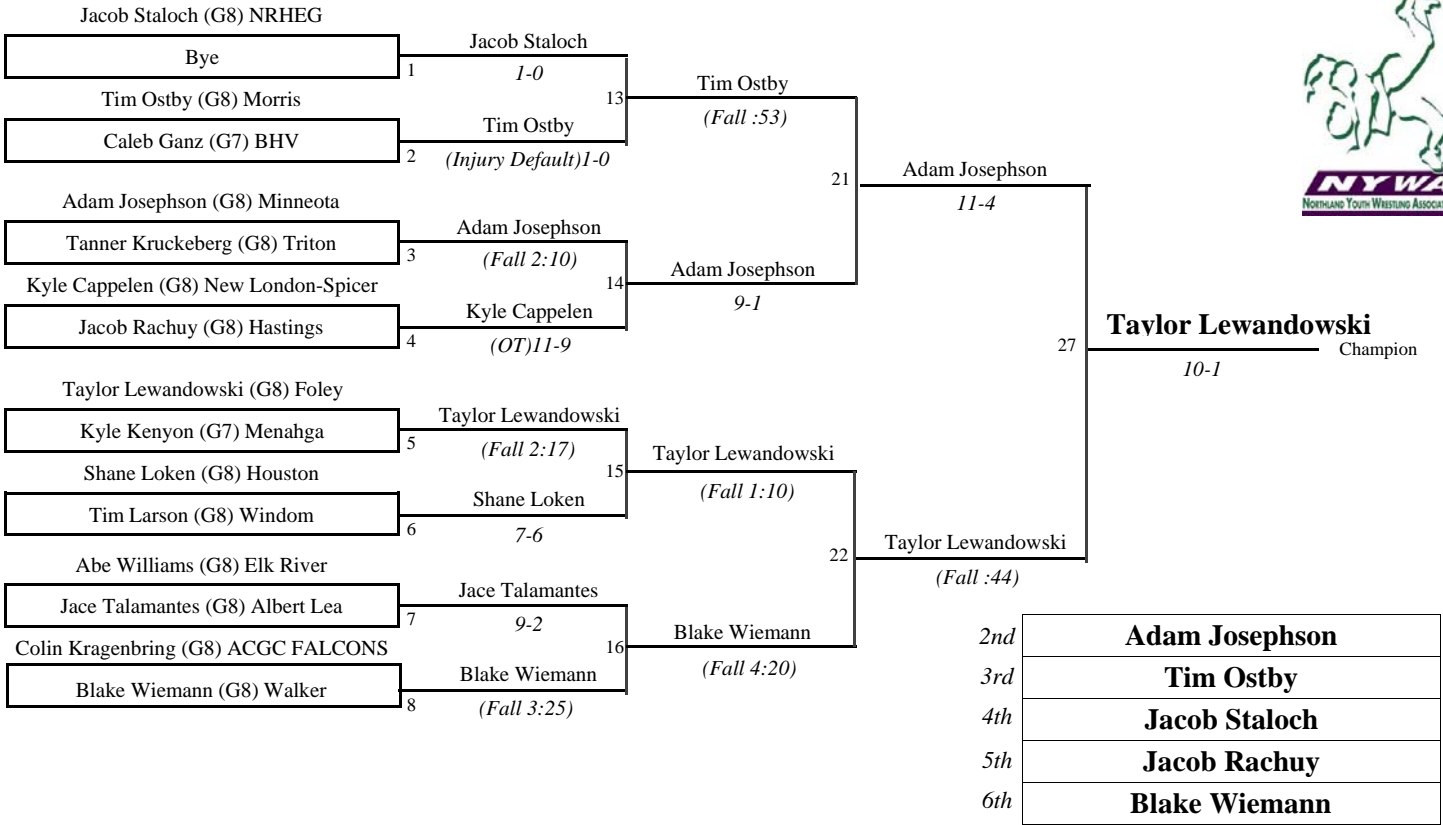 Jacob Staloch (G8) NRHEG
Bye
1
Jacob Staloch
1-0
Tim Ostby (G8) Morris
Caleb Ganz (G7) BHV
2
Tim Ostby
(Injury Default)1-0
13
Tim Ostby
(Fall :53)
Adam Josephson (G8) Minneota
Tanner Kruckeberg (G8) Triton
3
Adam Josephson
(Fall 2:10)
Kyle Cappelen (G8) New London-Spicer
Jacob Rachuy (G8) Hastings
4
Kyle Cappelen
(OT)11-9
14
Adam Josephson
9-1
21
Adam Josephson
11-4
Taylor Lewandowski (G8) Foley
Kyle Kenyon (G7) Menahga
5
Taylor Lewandowski
(Fall 2:17)
Shane Loken (G8) Houston
Tim Larson (G8) Windom
6
Shane Loken
7-6
15
Taylor Lewandowski
(Fall 1:10)
Abe Williams (G8) Elk River
Jace Talamantes (G8) Albert Lea
7
Jace Talamantes
9-2
Colin Kragenbring (G8) ACGC FALCONS
Blake Wiemann (G8) Walker
8
Blake Wiemann
(Fall 3:25)
16
Blake Wiemann
(Fall 4:20)
22
Taylor Lewandowski
(Fall :44)
27
Taylor Lewandowski
Champion
10-1
NYWA
NORTHLAND YOUTH WRESTLING
2nd Adam Josephson
3rd Tim Ostby
4th Jacob Staloch
5th Jacob Rachuy
6th Blake Wiemann